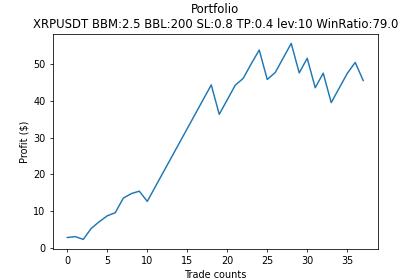 Portfolio
XRPUSDT BBM:2.5 BBL:200 SL:0.8 TP:0.4 lev:10 WinRatio:79.0
50
40
30
20
10
0
Profit ($)
0 5 10 15 20 25 30 35
Trade counts